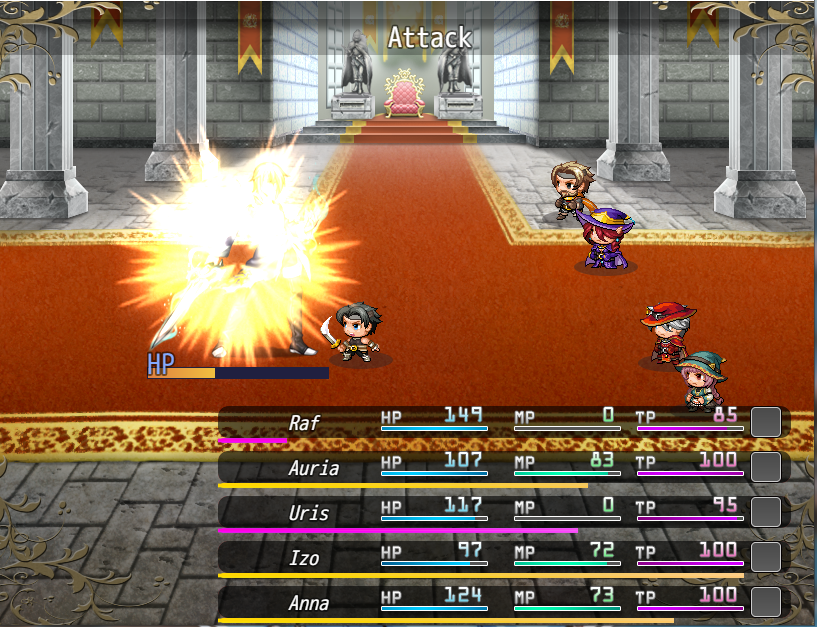 Attack
HP
Raf HP 149 MP 0 TP 85
Auria HP 107 MP 83 TP 100
Uris HP 117 MP 0 TP 95
Izo HP 97 MP 72 TP 100
Anna HP 124 MP 73 TP 100